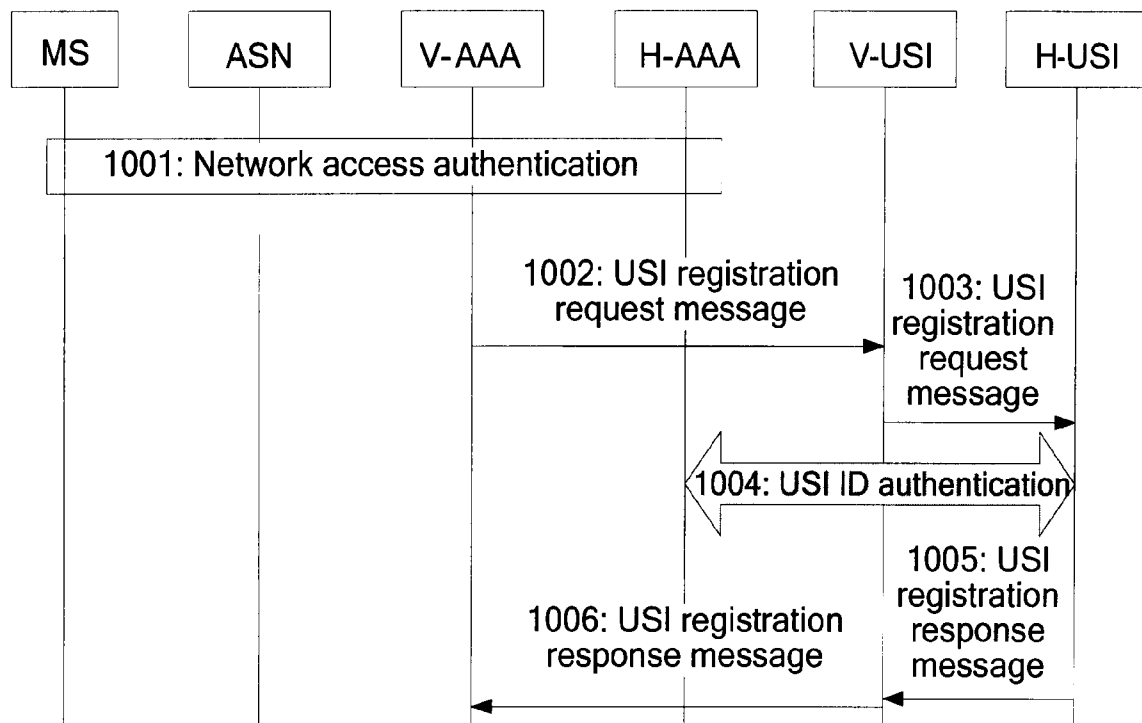 MS
ASN
V-AAA
H-AAA
V-USI
H-USI
1001: Network access authentication
1002: USI registration
request message
1003: USI
registration
request
message
1004: USI ID authentication
1005: USI
registration
response
message
1006: USI registration
response message